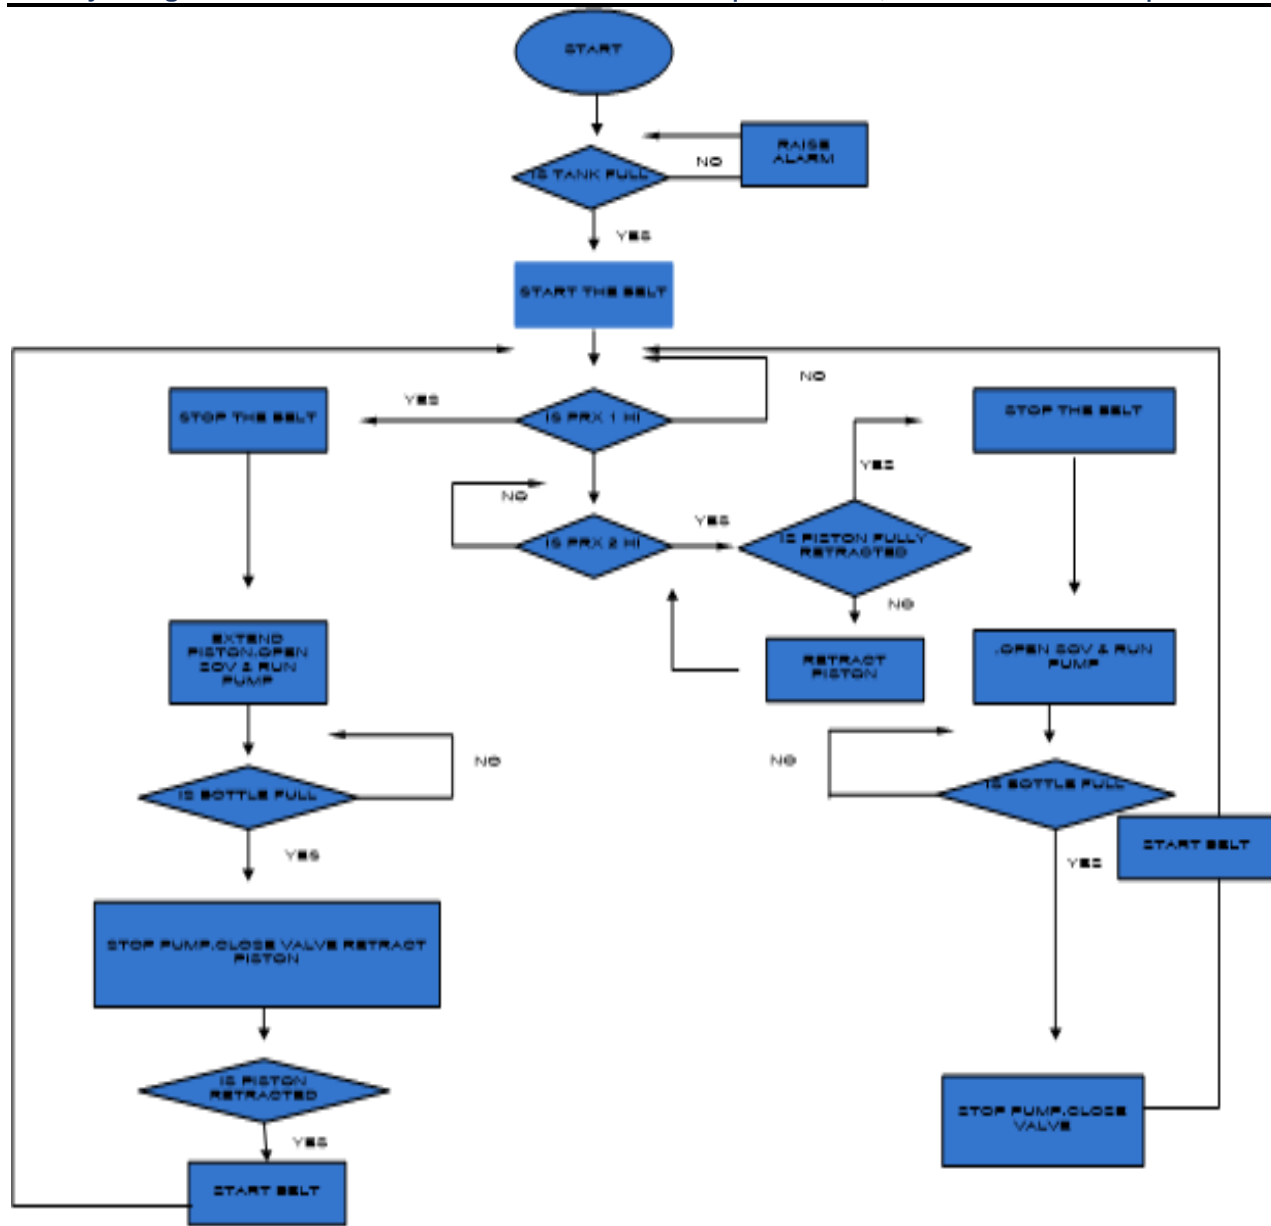 START
RAISE
ALARM
NO
IS TANK FULL
YES
START THE BELT
NO
YES
STOP THE BELT
IS PRX 1 HI
STOP THE BELT
YES
NO
YES
IS PRX 2 HI
IS PISTON FULLY
RETRACTED
NO
EXTEND
PISTON.OPEN
SOV & RUN
PUMP
RETRACT
PISTON
.OPEN SOV & RUN
PUMP
NO
NO
IS BOTTLE FULL
IS BOTTLE FULL
YES
YES
START BELT
STOP PUMP.CLOSE VALVE RETRACT
PISTON
IS PISTON
RETRACTED
STOP PUMP.CLOSE
VALVE
YES
START BELT